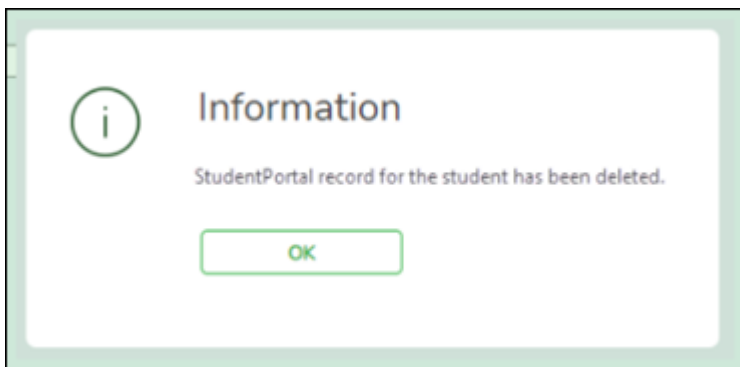 Information
StudentPortal record for the student has been deleted.
OK